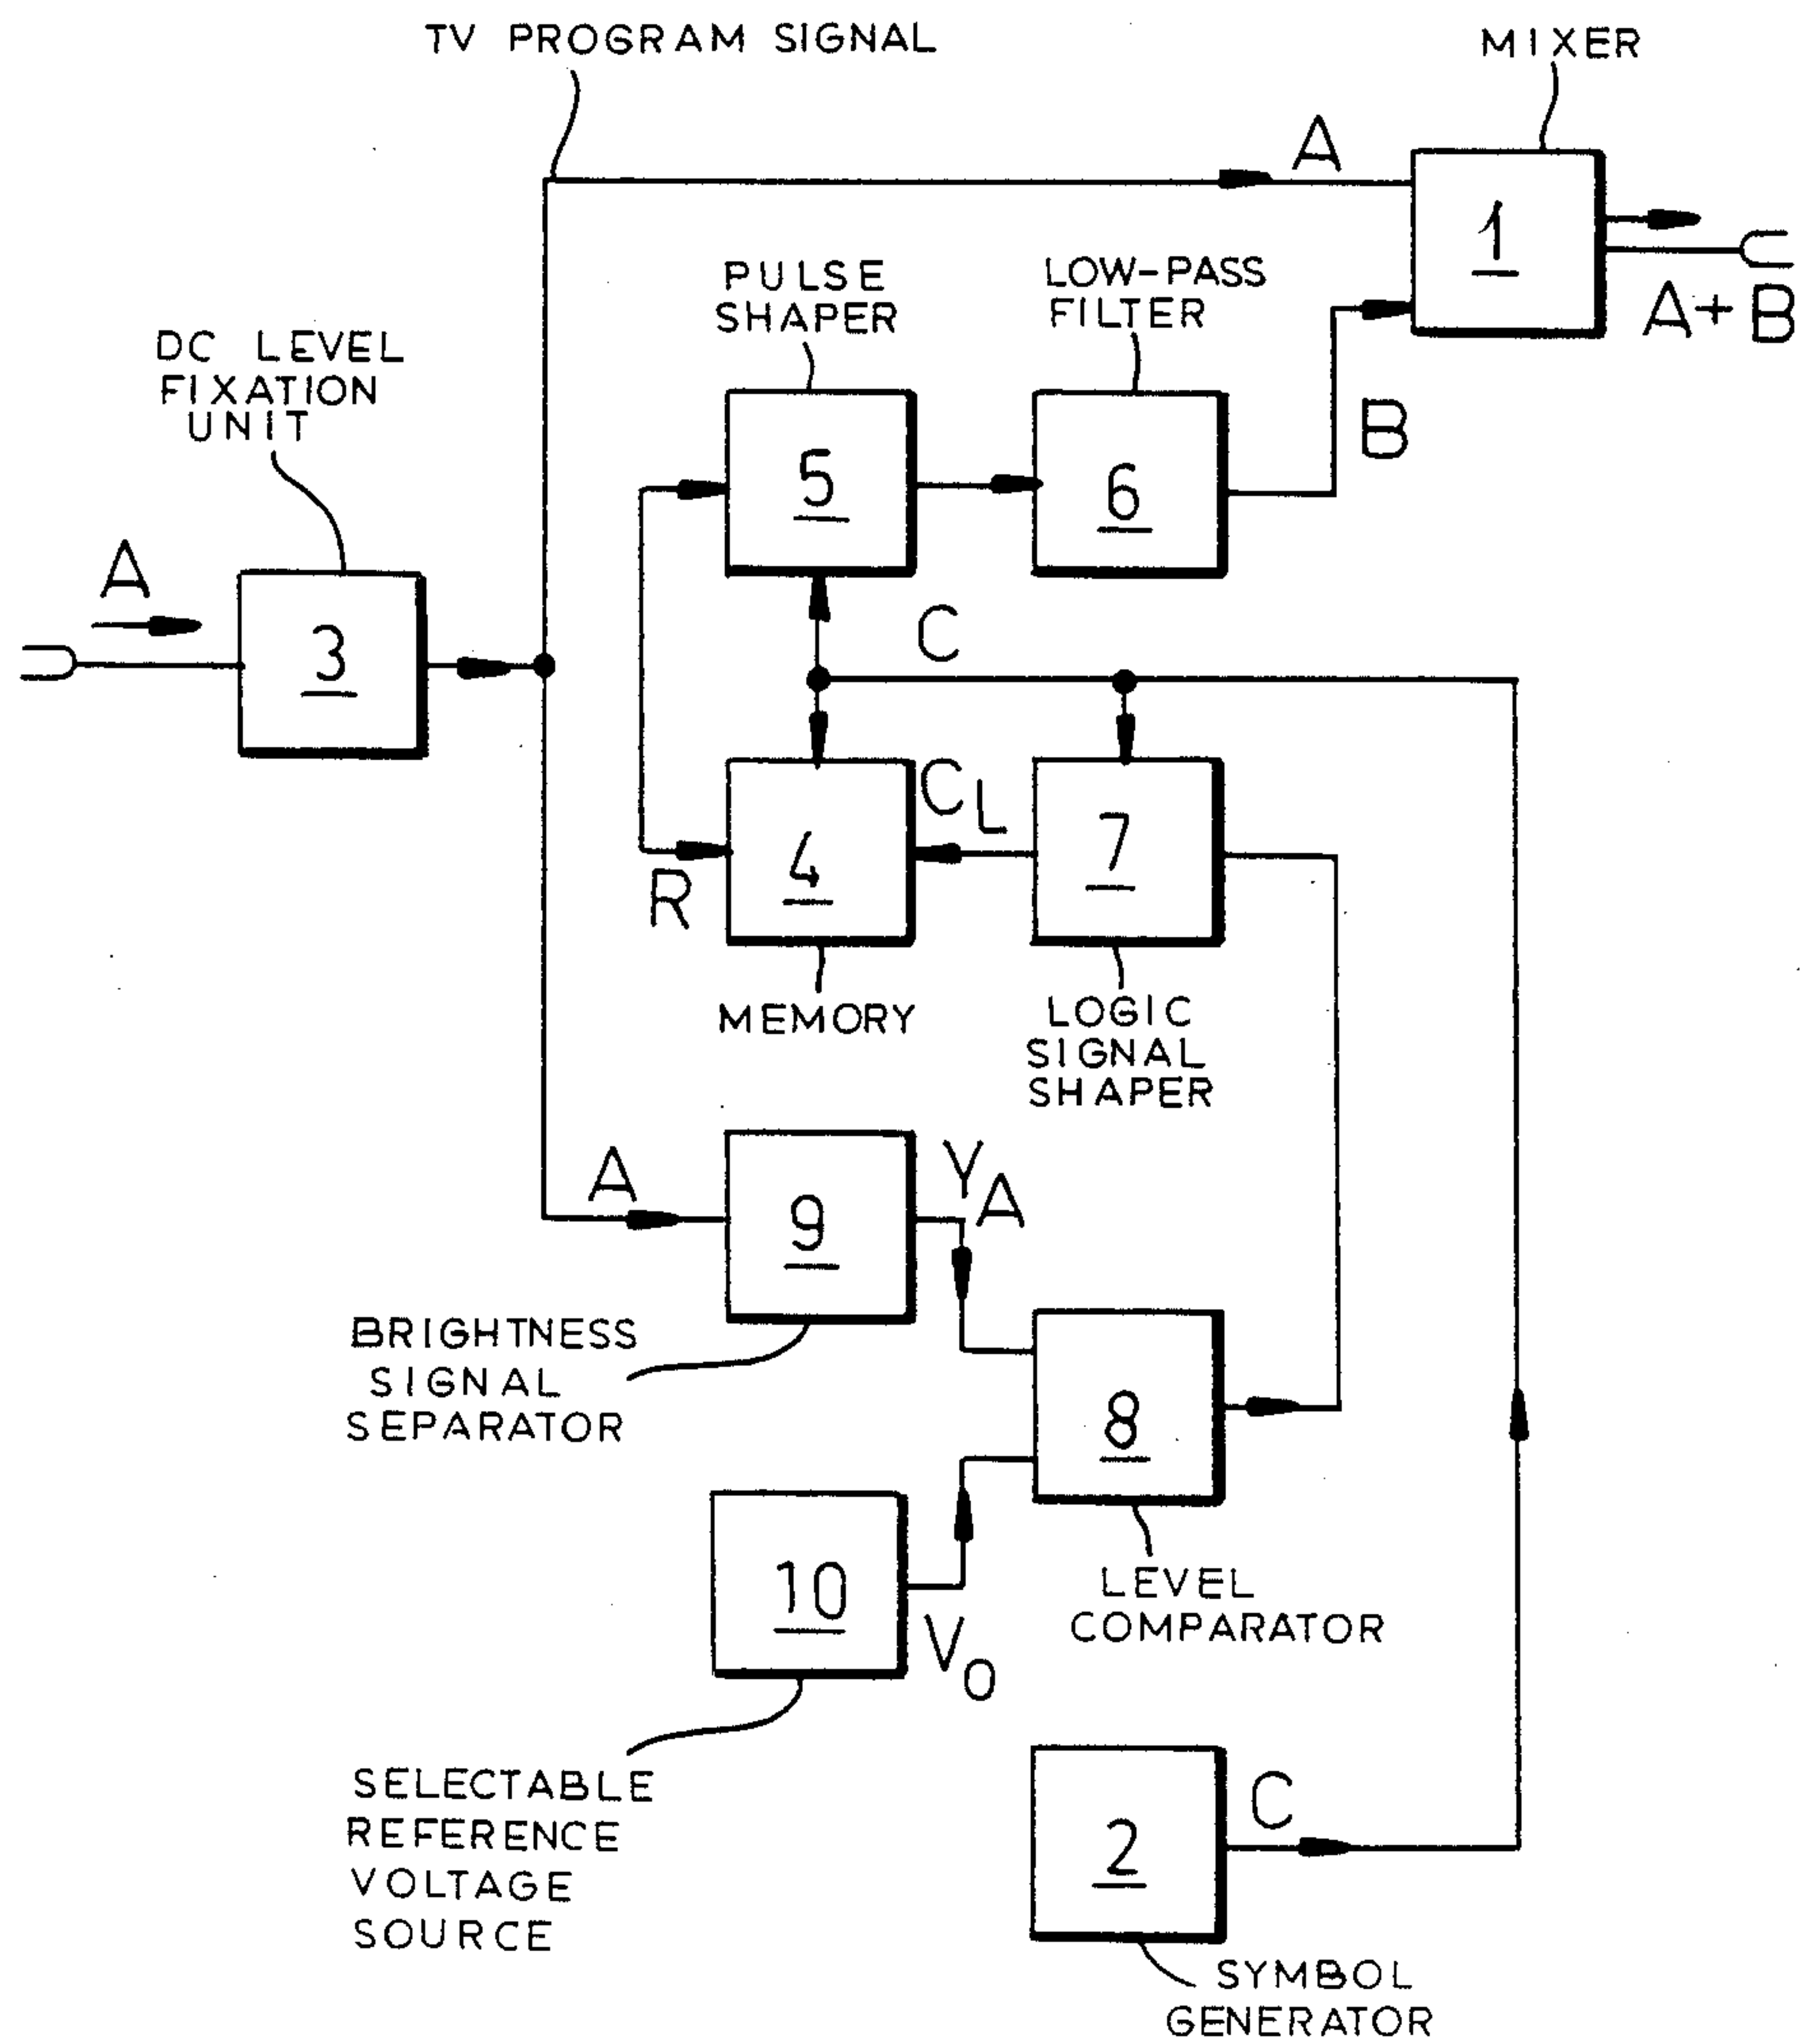 TV PROGRAM SIGNAL
MIXER
A
1
A+B
PULSE
SHAPER
LOW-PASS
FILTER
DC LEVEL
FIXATION
UNIT
5
6
B
A
3
C
4
CL
7
R
MEMORY
LOGIC
SIGNAL
SHAPER
A
9
YA
BRIGHTNESS
SIGNAL
SEPARATOR
8
10
VO
LEVEL
COMPARATOR
SELECTABLE
REFERENCE
VOLTAGE
SOURCE
2
C
SYMBOL
GENERATOR